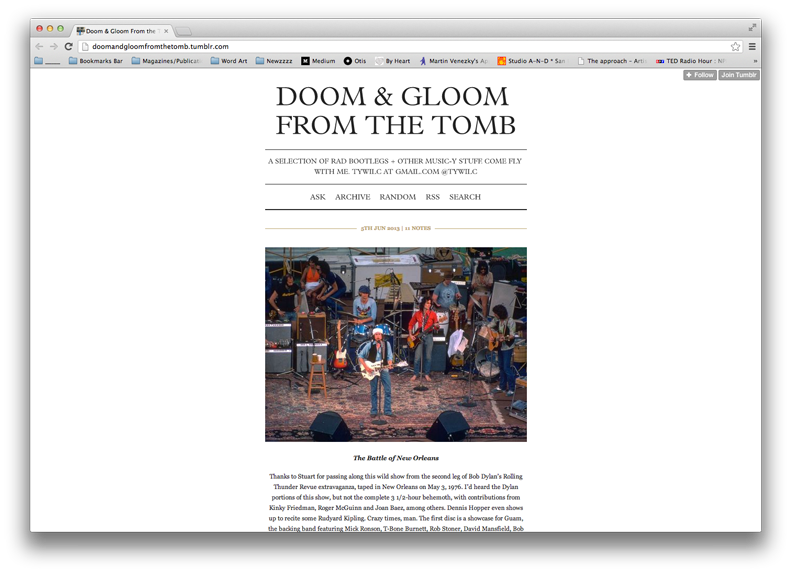 Doom & Gloom From the T
doomandgloomfromthetomb.tumblr.com
Bookmarks Bar Magazines/Publicat Word Art Newzzzz Medium Otis By Heart Martin Venezky's Ap Studio A-N-D * San The approach - Arti TED Radio Hour : NP »
Follow Join Tumblr
DOOM & GLOOM
FROM THE TOMB
A SELECTION OF RAD BOOTLEGS + OTHER MUSIC-Y STUFF. COME FLY
WITH ME. TYWILC AT GMAIL.COM @TYWILC
ASK ARCHIVE RANDOM RSS SEARCH
5TH JUN 2013 | 11 NOTES
The Battle of New Orleans
Thanks to Stuart for passing along this wild show from the second leg of Bob Dylan's Rolling
Thunder Revue extravaganza, taped in New Orleans on May 3, 1976. I'd heard the Dylan
portions of this show, but not the complete 3 1/2-hour behemoth, with contributions from
Kinky Friedman, Roger McGuinn and Joan Baez, among others. Dennis Hopper even shows
up to recite some Rudyard Kipling. Crazy times, man. The first disc is a showcase for Guam,
the backing band featuring Mick Ronson, T-Bone Burnett, Rob Stoner, David Mansfield, Bob